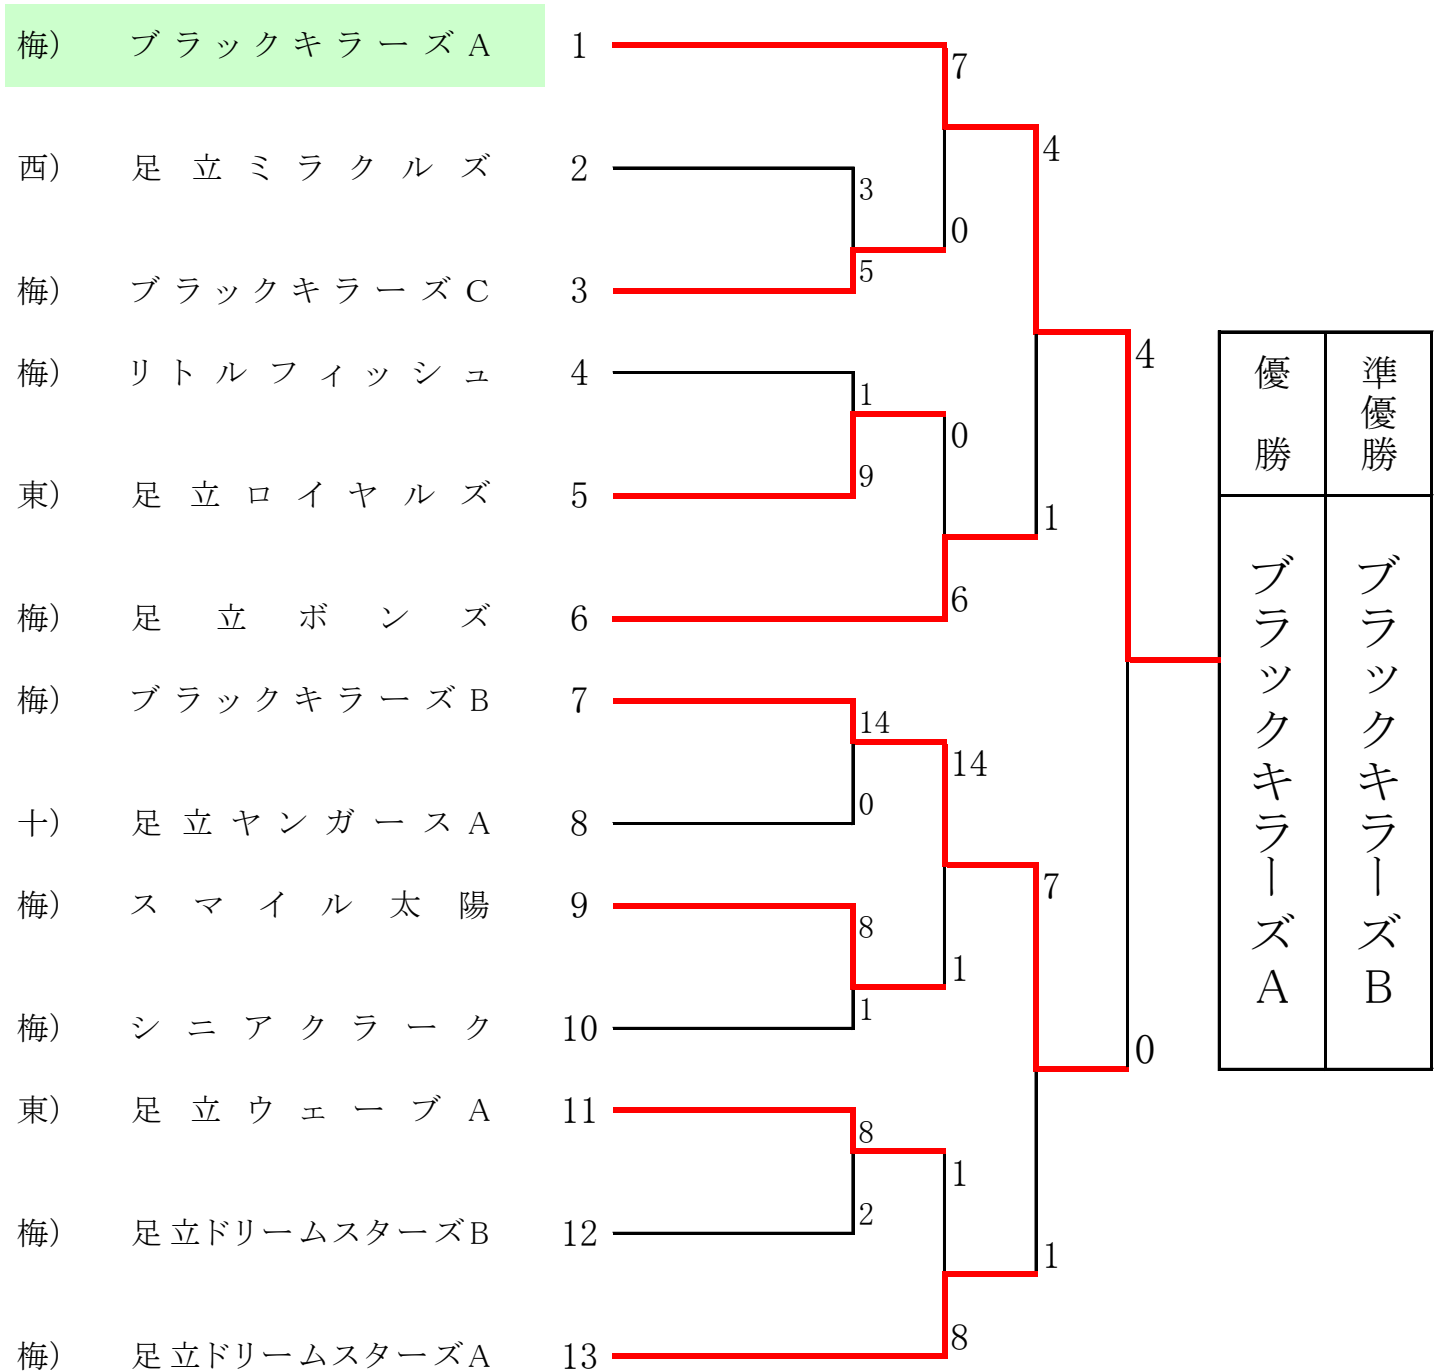 梅） ブラックキラーズA 1
7
4
西） 足立ミラクルズ 2
3
0
5
梅） ブラックキラーズC 3
梅） リトルフィッシュ 4
1
0
9
東） 足立ロイヤルズ 5
1
6
梅） 足立ボンズ 6
4
梅） ブラックキラーズB 7
14
14
0
十） 足立ヤンガースA 8
7
梅） スマイル太陽 9
8
1
1
梅） シニアクラーク 10
0
東） 足立ウェーブA 11
8
1
2
梅） 足立ドリームスターズB 12
1
8
梅） 足立ドリームスターズA 13
優勝
ブラックキラーズA
準優勝
ブラックキラーズB